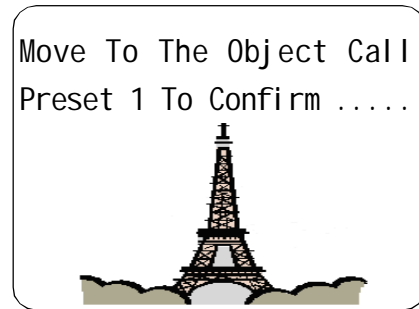 Move To The Object Call
Preset 1 To Confirm .....